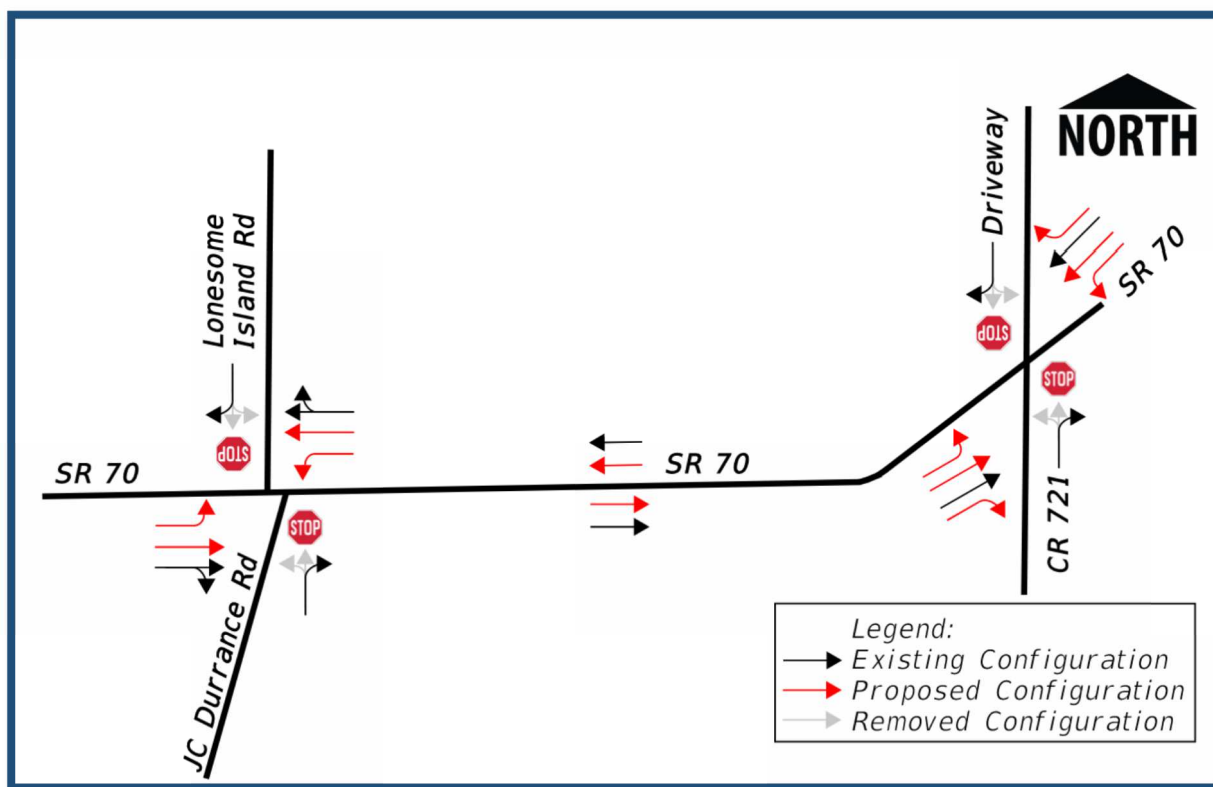 NORTH
Driveway
SR 70
Lonesome
Island Rd
STOP
STOP
STOP
SR 70
SR 70
STOP
CR 721
JC Durrance Rd
Legend:
Existing Configuration
Proposed Configuration
Removed Configuration